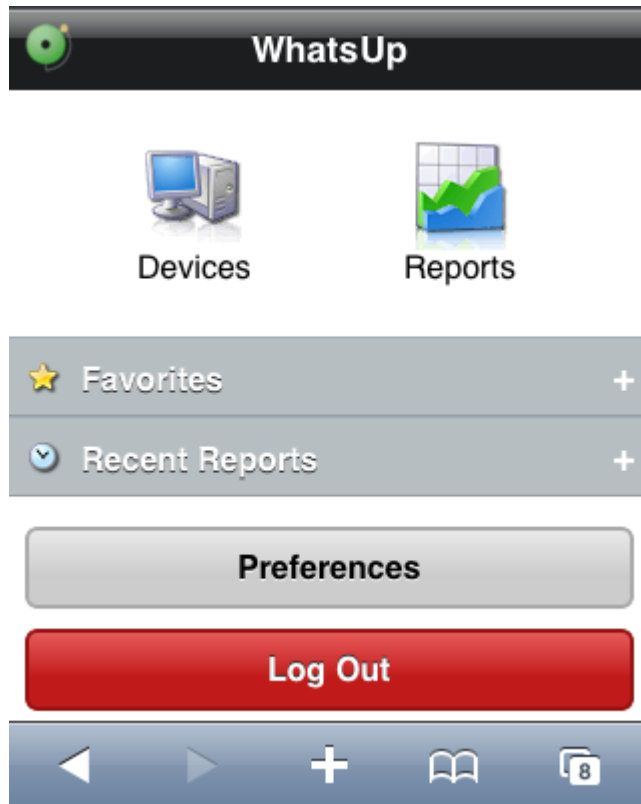 WhatsUp
Devices Reports
Favorites +
Recent Reports +
Preferences
Log Out
8